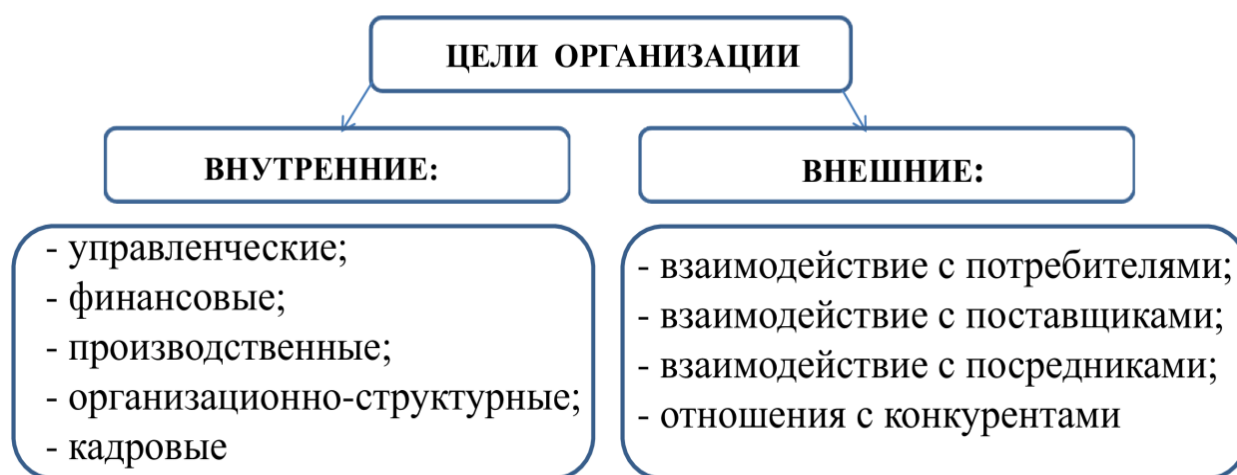 ЦЕЛИ ОРГАНИЗАЦИИ
ВНУТРЕННИЕ:
- управленческие;
- финансовые;
- производственные;
- организационно-структурные;
- кадровые
ВНЕШНИЕ:
- взаимодействие с потребителями;
- взаимодействие с поставщиками;
- взаимодействие с посредниками;
- отношения с конкурентами